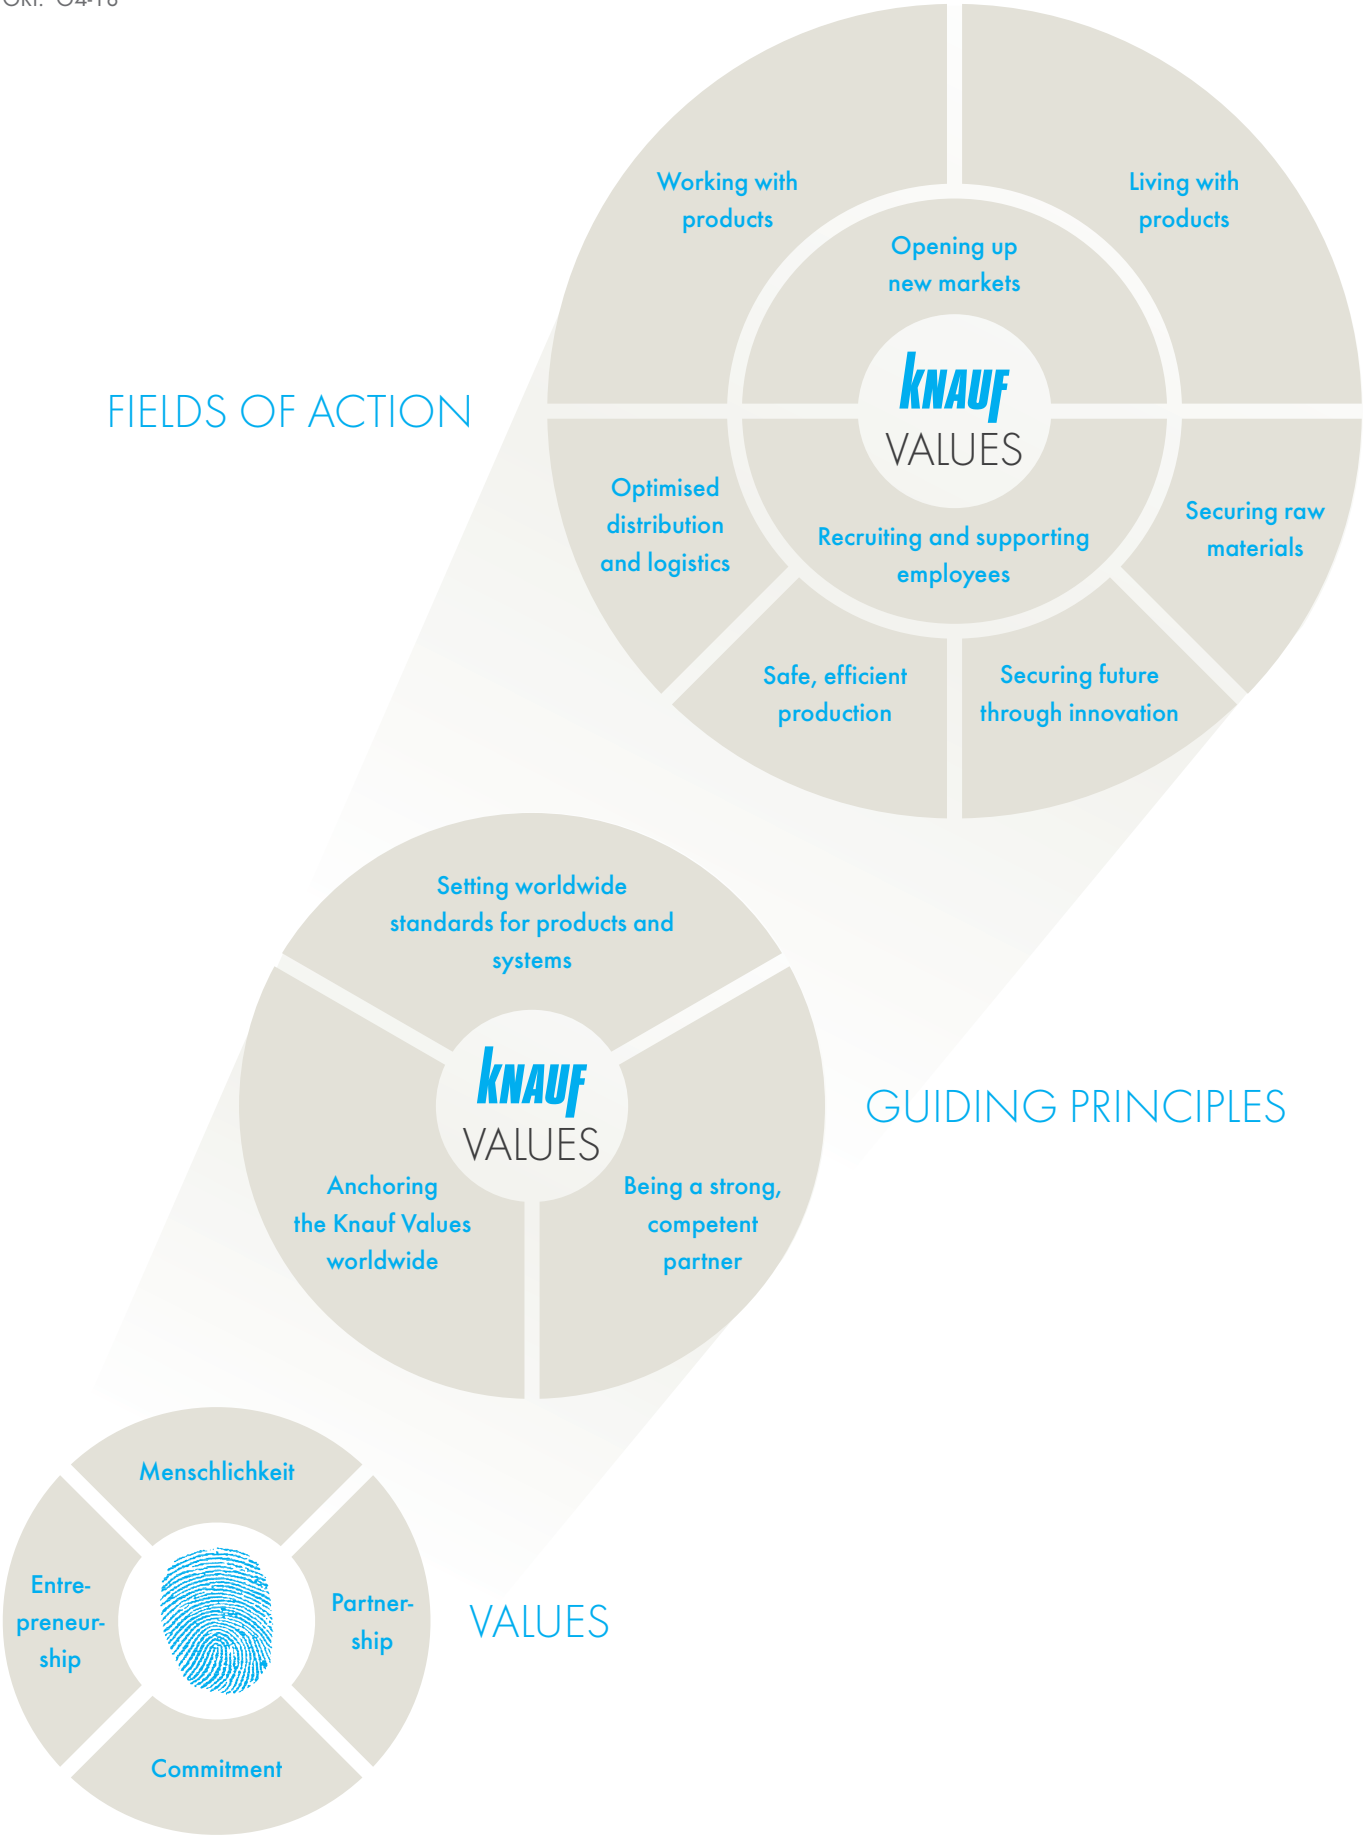 Working with
products
Living with
products
Opening up
new markets
KNAUF
VALUES
FIELDS OF ACTION
Optimised
distribution
and logistics
Recruiting and supporting
employees
Securing raw
materials
Safe, efficient
production
Securing future
through innovation
Setting worldwide
standards for products and
systems
KNAUF
VALUES
GUIDING PRINCIPLES
Anchoring
the Knauf Values
worldwide
Being a strong,
competent
partner
Menschlichkeit
Entre-
preneur-
ship
Partner-
ship
VALUES
Commitment